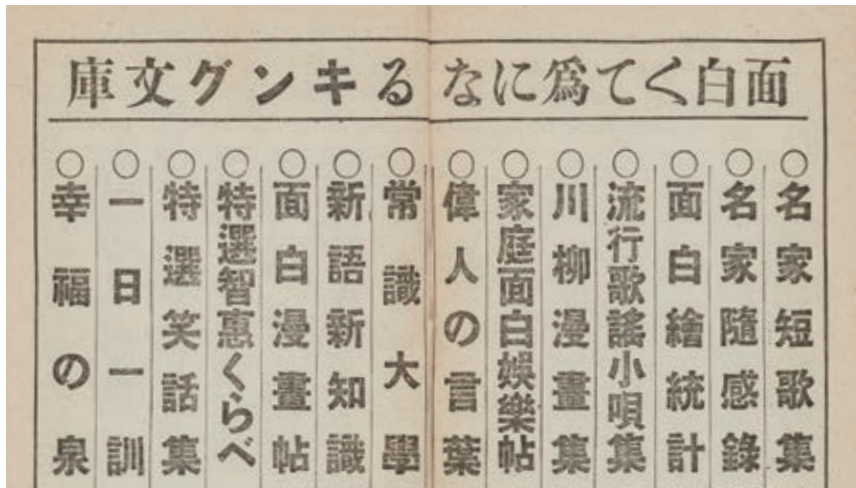 面白くて爲になるキング文庫
○名家短歌集
○名家隨感錄
○面白繪統計
○流行歌謠小唄集
○川柳漫畫集
○家庭面白娛樂帖
○偉人の言葉
○常識大學
○新語新知識
○面白漫畫帖
○特選智惠くらべ
○特選笑話集
○一日一訓
○幸福の泉